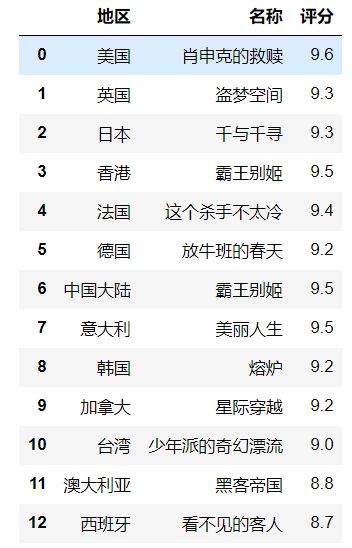 地区 名称 评分
0 美国 肖申克的救赎 9.6
1 英国 盗梦空间 9.3
2 日本 千与千寻 9.3
3 香港 霸王别姬 9.5
4 法国 这个杀手不太冷 9.4
5 德国 放牛班的春天 9.2
6 中国大陆 霸王别姬 9.5
7 意大利 美丽人生 9.5
8 韩国 熔炉 9.2
9 加拿大 星际穿越 9.2
10 台湾 少年派的奇幻漂流 9.0
11 澳大利亚 黑客帝国 8.8
12 西班牙 看不见的客人 8.7